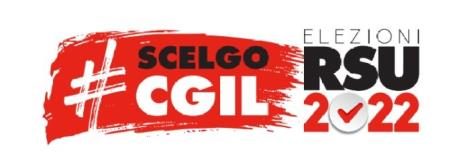 # SCELGO
CGIL
ELEZIONI
RSU
2022